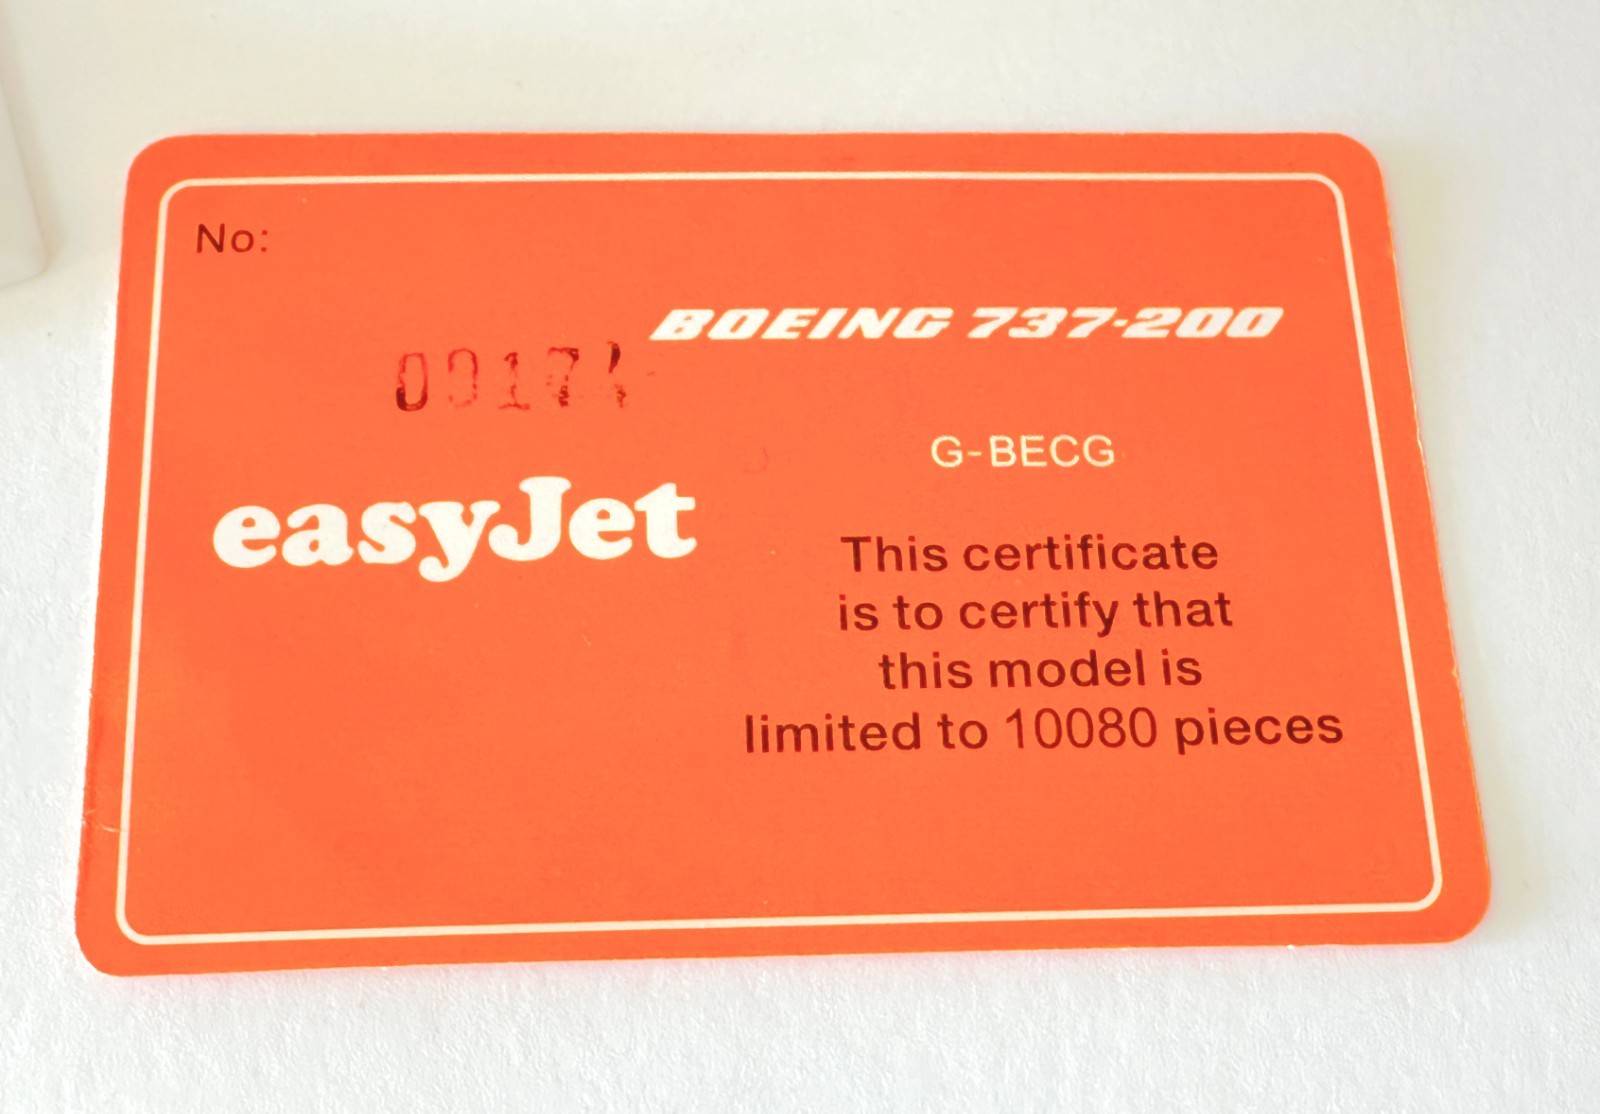 No:
BOEING 737-200
00174
G-BECG
easyJet
This certificate
is to certify that
this model is
limited to 10080 pieces